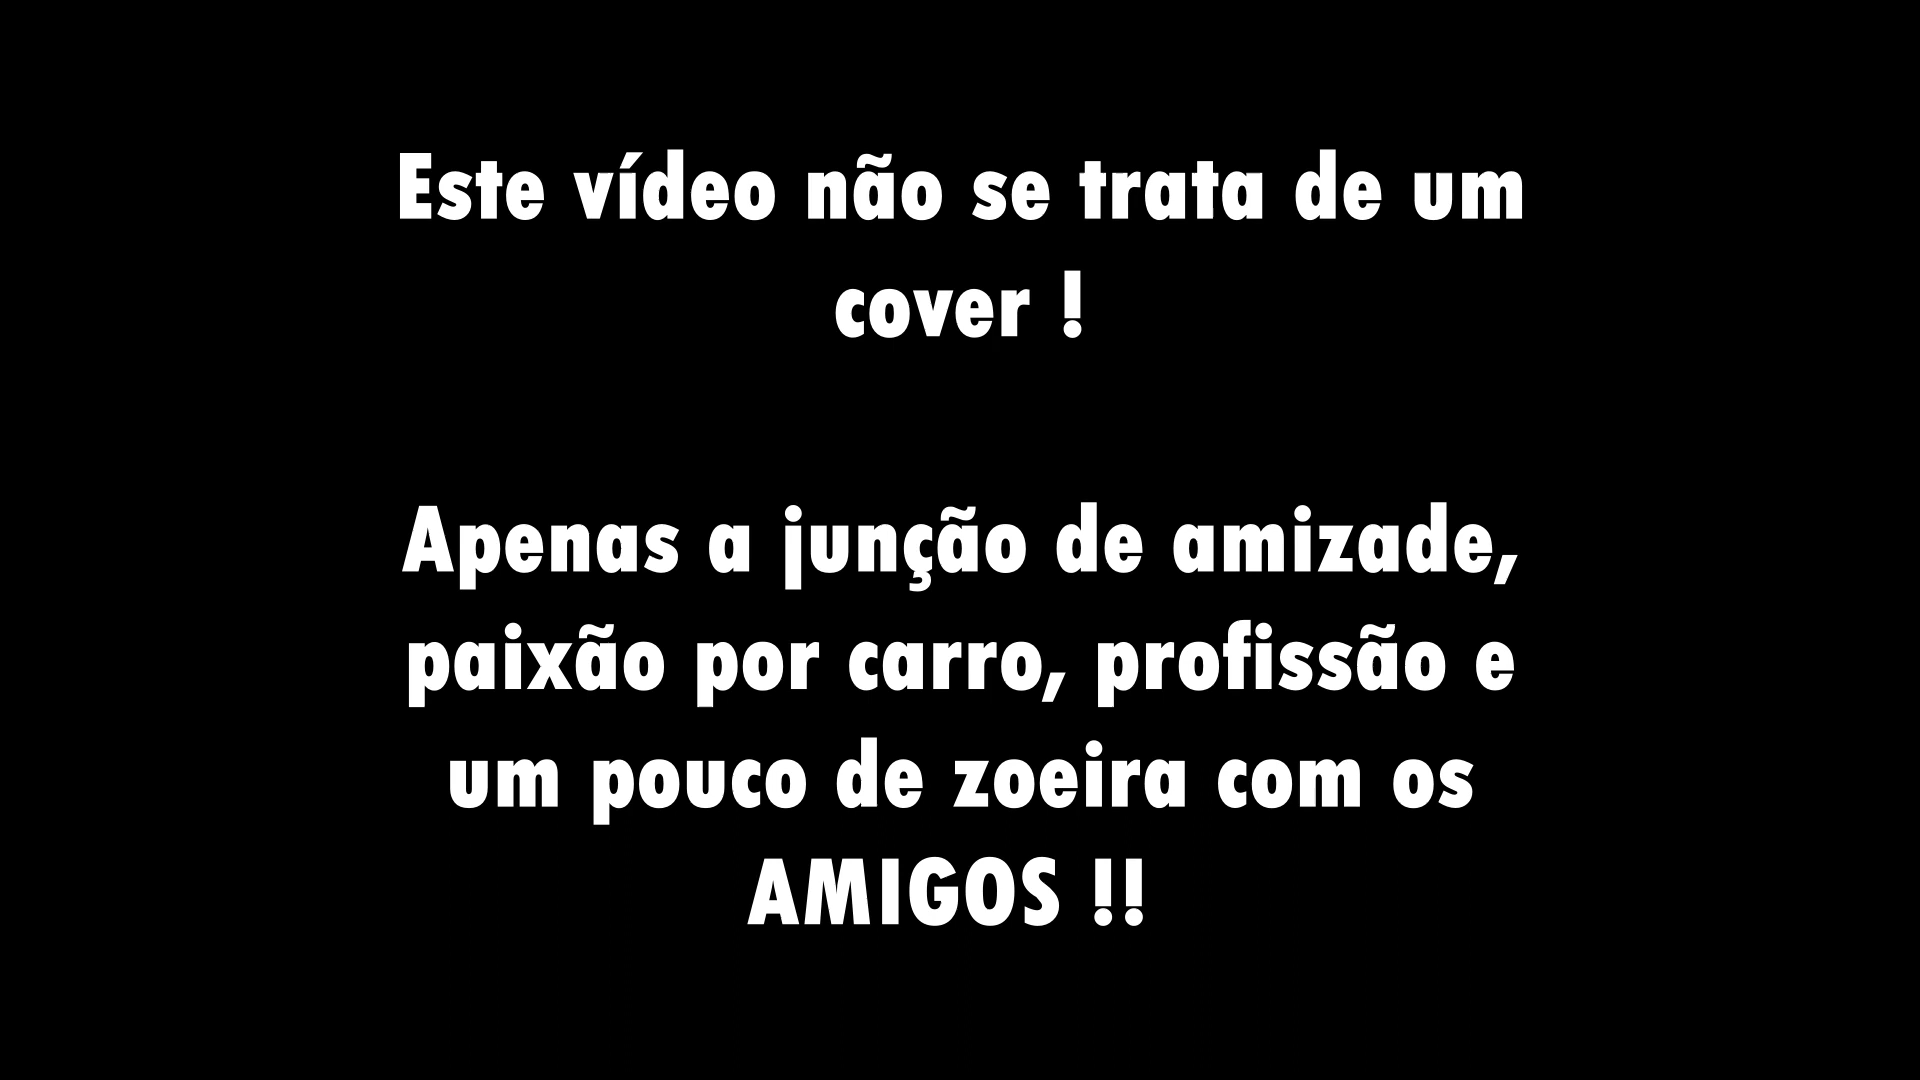 Este vídeo não se trata de um
cover !
Apenas a junção de amizade,
paixão por carro, profissão e
um pouco de zoeira com os
AMIGOS !!